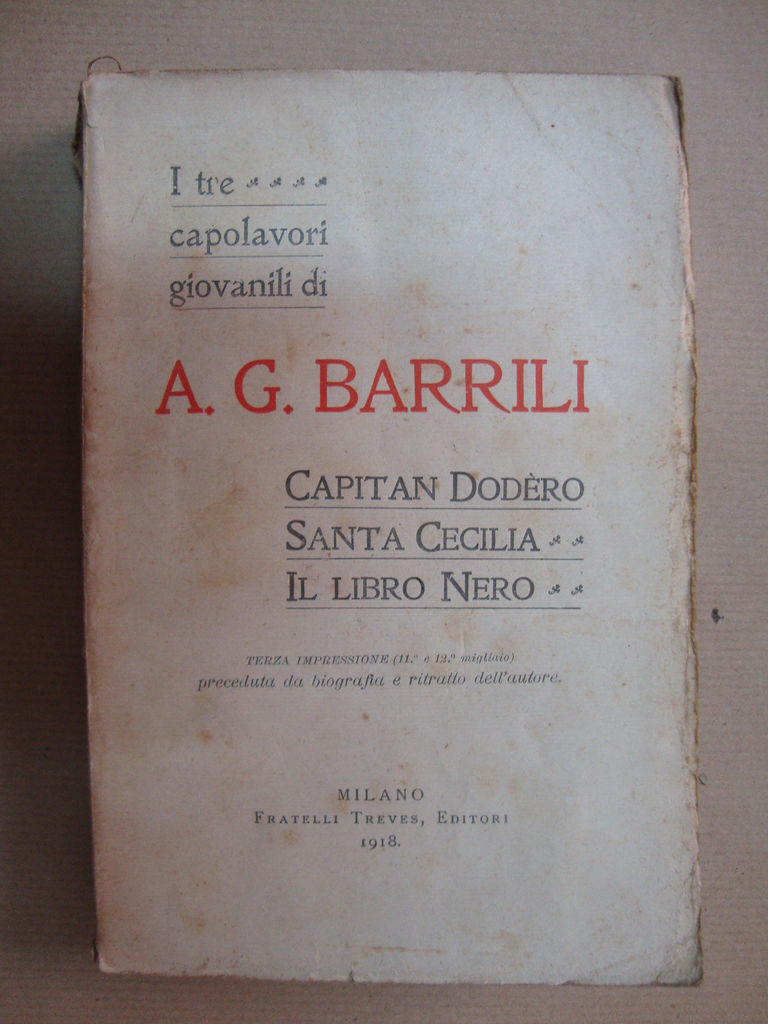 I tre
capolavori
giovanili di
A. G. BARRILI
CAPITAN DODÈRO
SANTA CECILIA
IL LIBRO NERO
TERZA IMPRESSIONE (11.º e 12.º migliaio)
preceduta da biografia e ritratto dell'autore.
MILANO
FRATELLI TREVES, EDITORI
1918.